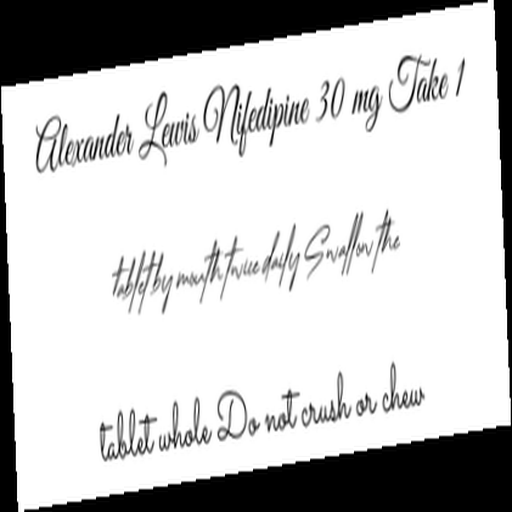 Alexander Lewis Nifedipine 30 mg Take 1
tablet by mouth twice daily Swallow the
tablet whole Do not crush or chew